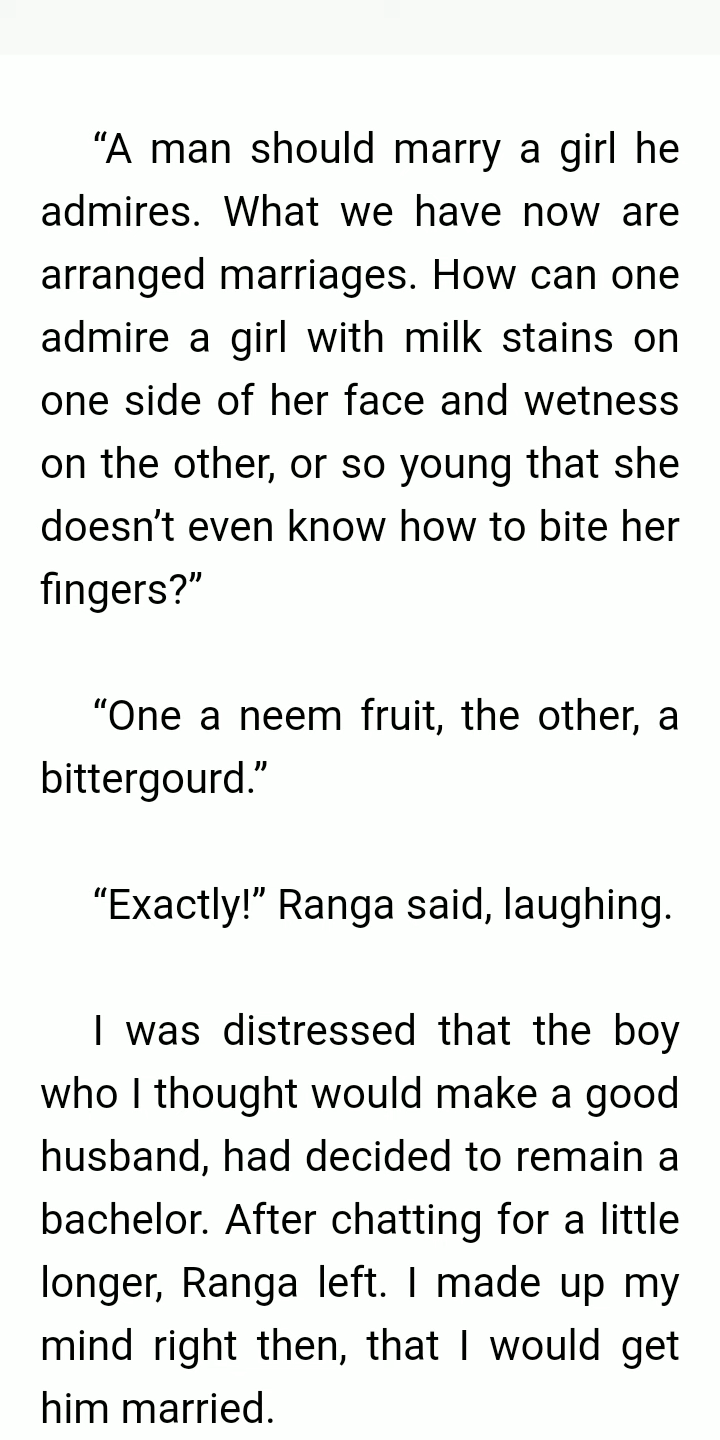 “A man should marry a girl he
admires. What we have now are
arranged marriages. How can one
admire a girl with milk stains on
one side of her face and wetness
on the other, or so young that she
doesn’t even know how to bite her
fingers?”
“One a neem fruit, the other, a
bittergourd.”
“Exactly!” Ranga said, laughing.
I was distressed that the boy
who I thought would make a good
husband, had decided to remain a
bachelor. After chatting for a little
longer, Ranga left. I made up my
mind right then, that I would get
him married.